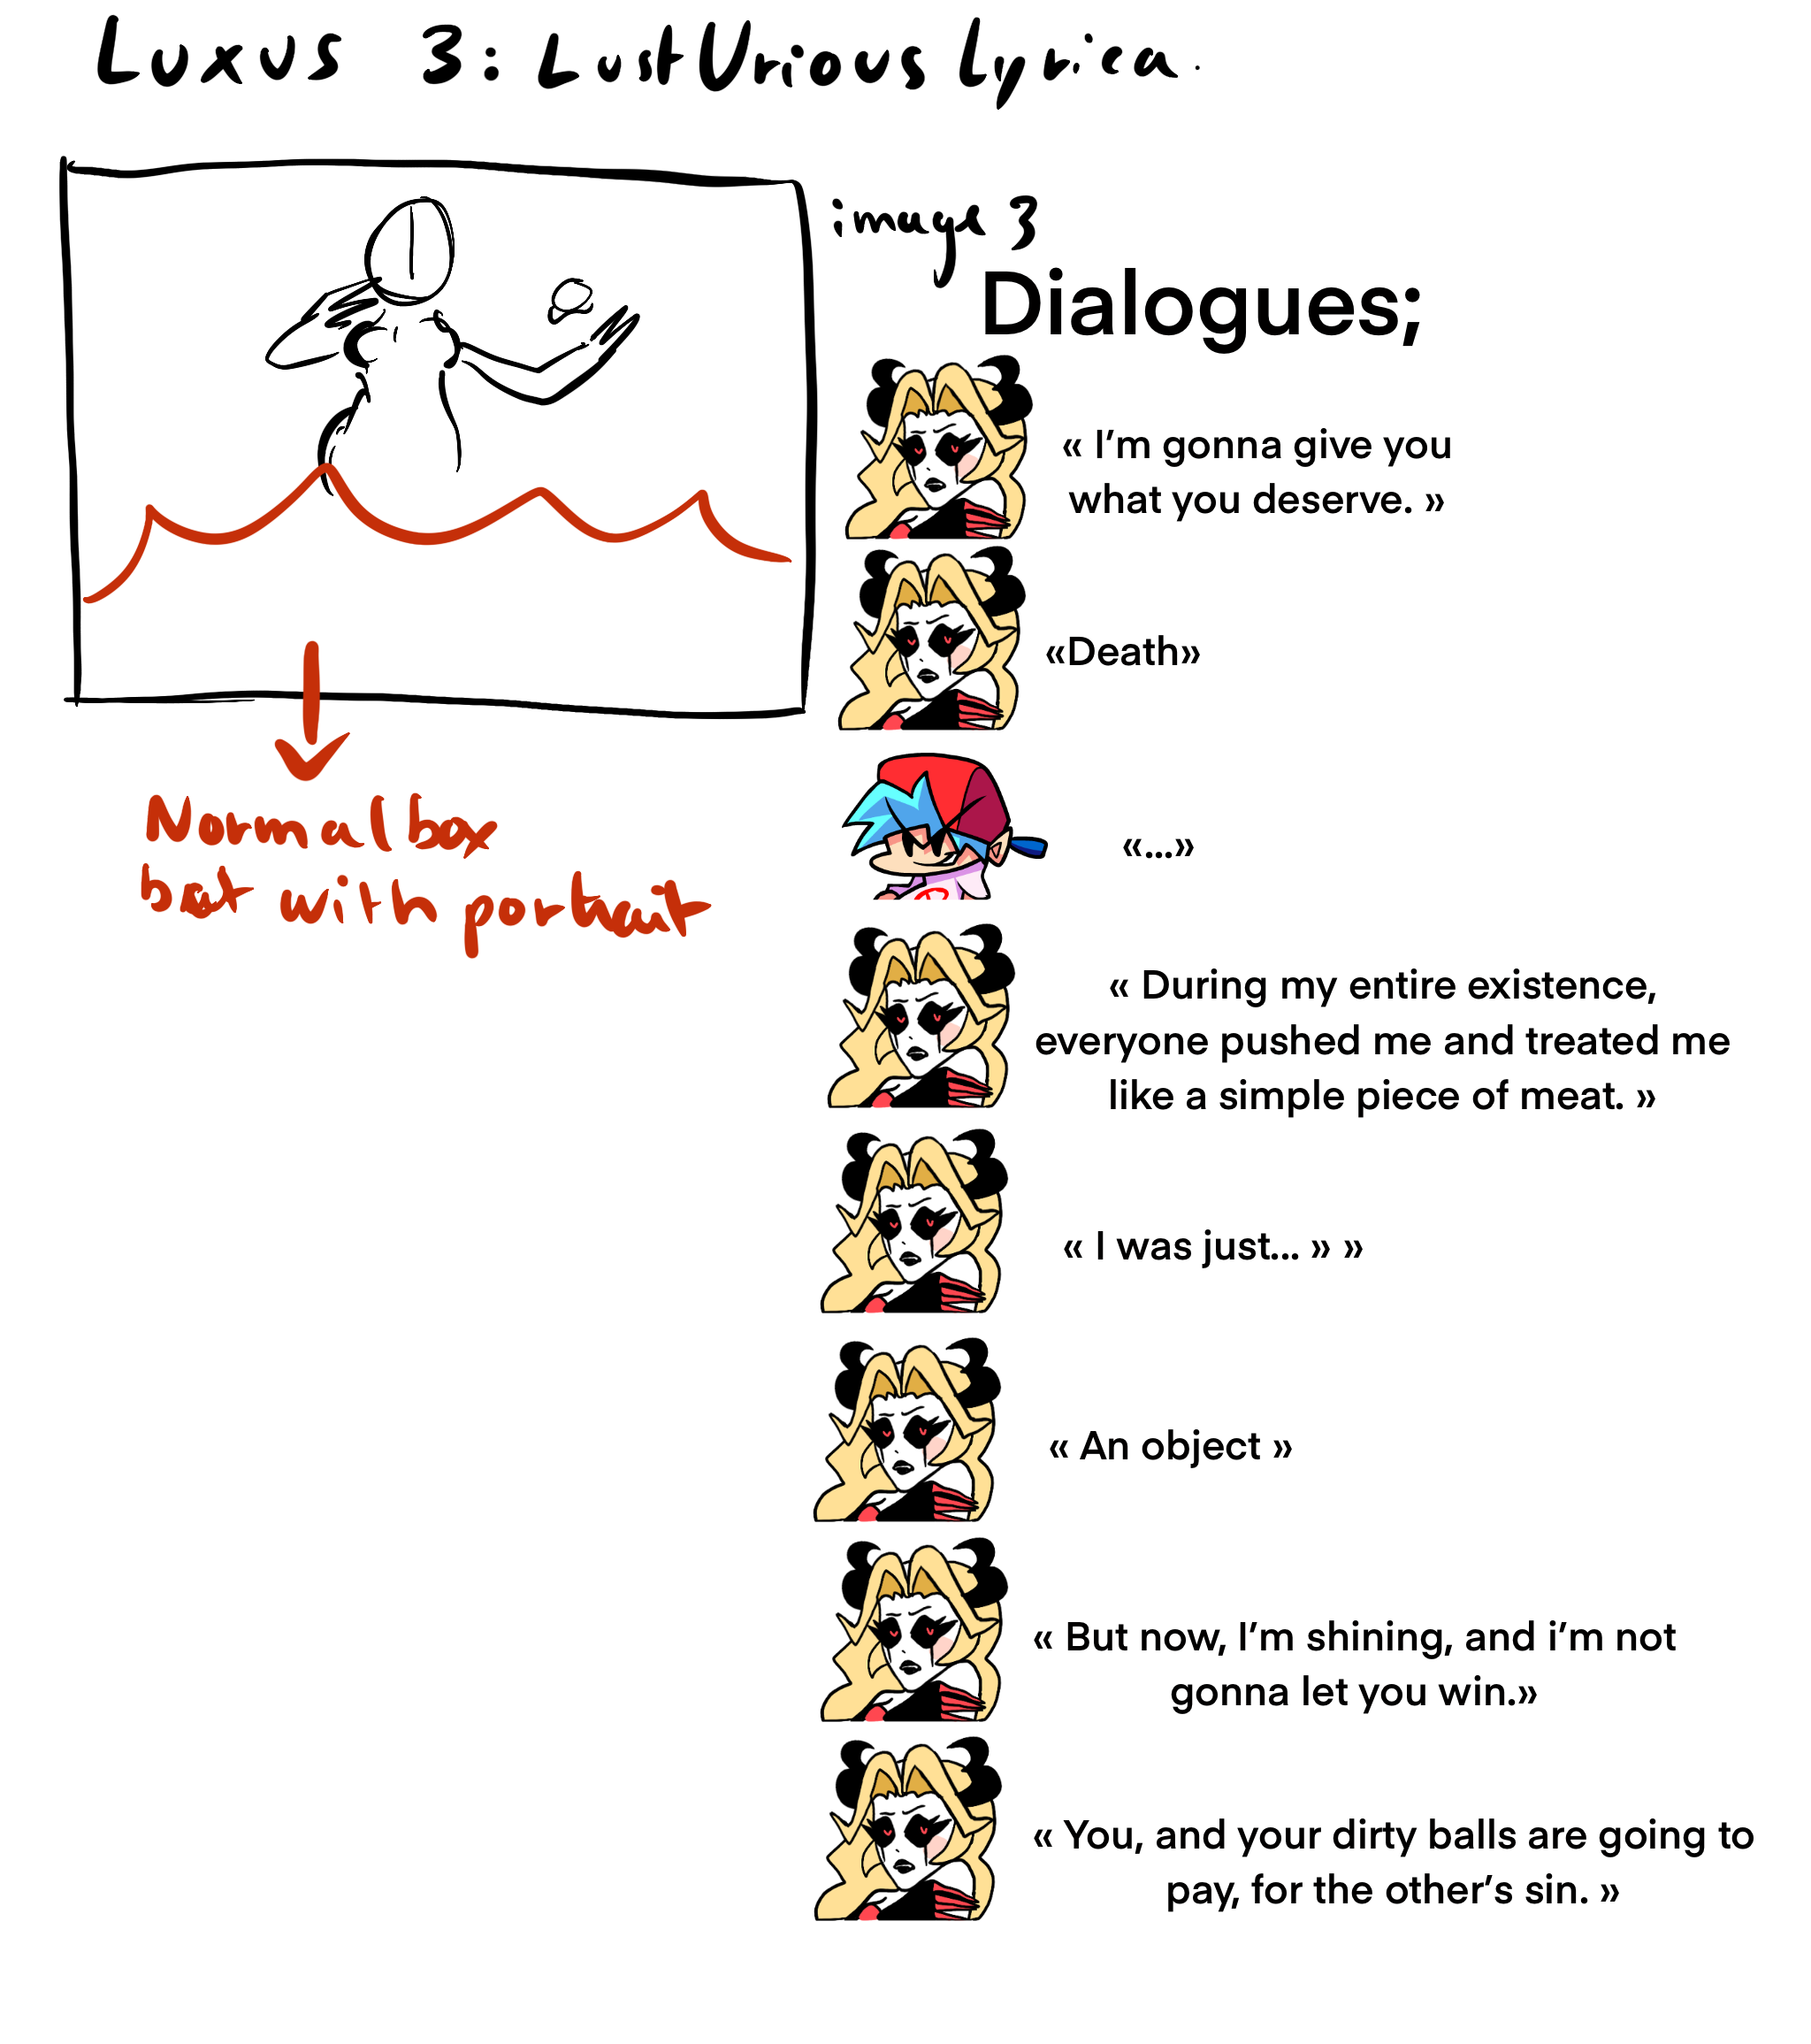 Luxus 3: LustUrious Lyrica.
image 3
Dialogues;
« I’m gonna give you
what you deserve. »
«Death»
«...»
« During my entire existence,
everyone pushed me and treated me
like a simple piece of meat. »
« I was just... » »
« An object »
« But now, I’m shining, and i’m not
gonna let you win.»
« You, and your dirty balls are going to
pay, for the other’s sin. »
Normal box
but with portrait